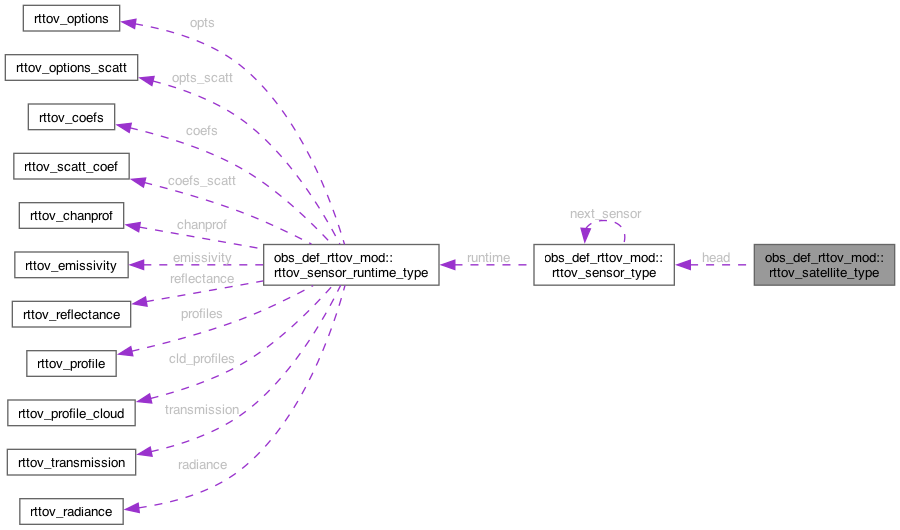 rttov_options
opts
rttov_options_scatt
opts_scatt
rttov_coefs
coefs
rttov_scatt_coef
coefs_scatt
rttov_chanprof
chanprof
rttov_emissivity
emissivity
rttov_reflectance
reflectance
rttov_profile
profiles
rttov_profile_cloud
cld_profiles
rttov_transmission
transmission
rttov_radiance
radiance
obs_def_rttov_mod::
rttov_sensor_runtime_type
runtime
next_sensor
obs_def_rttov_mod::
rttov_sensor_type
head
obs_def_rttov_mod::
rttov_satellite_type